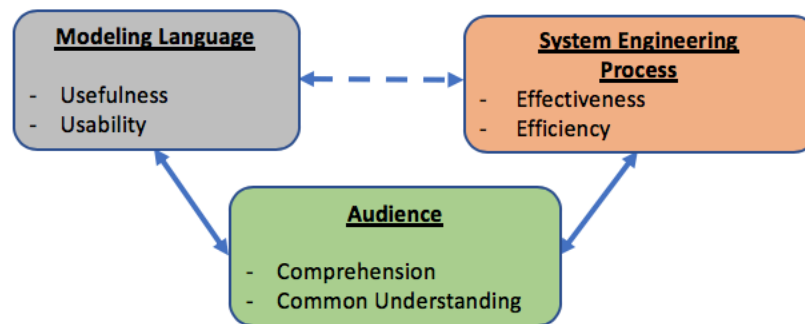 Modeling Language
- Usefulness
- Usability
System Engineering
Process
- Effectiveness
- Efficiency
Audience
- Comprehension
- Common Understanding